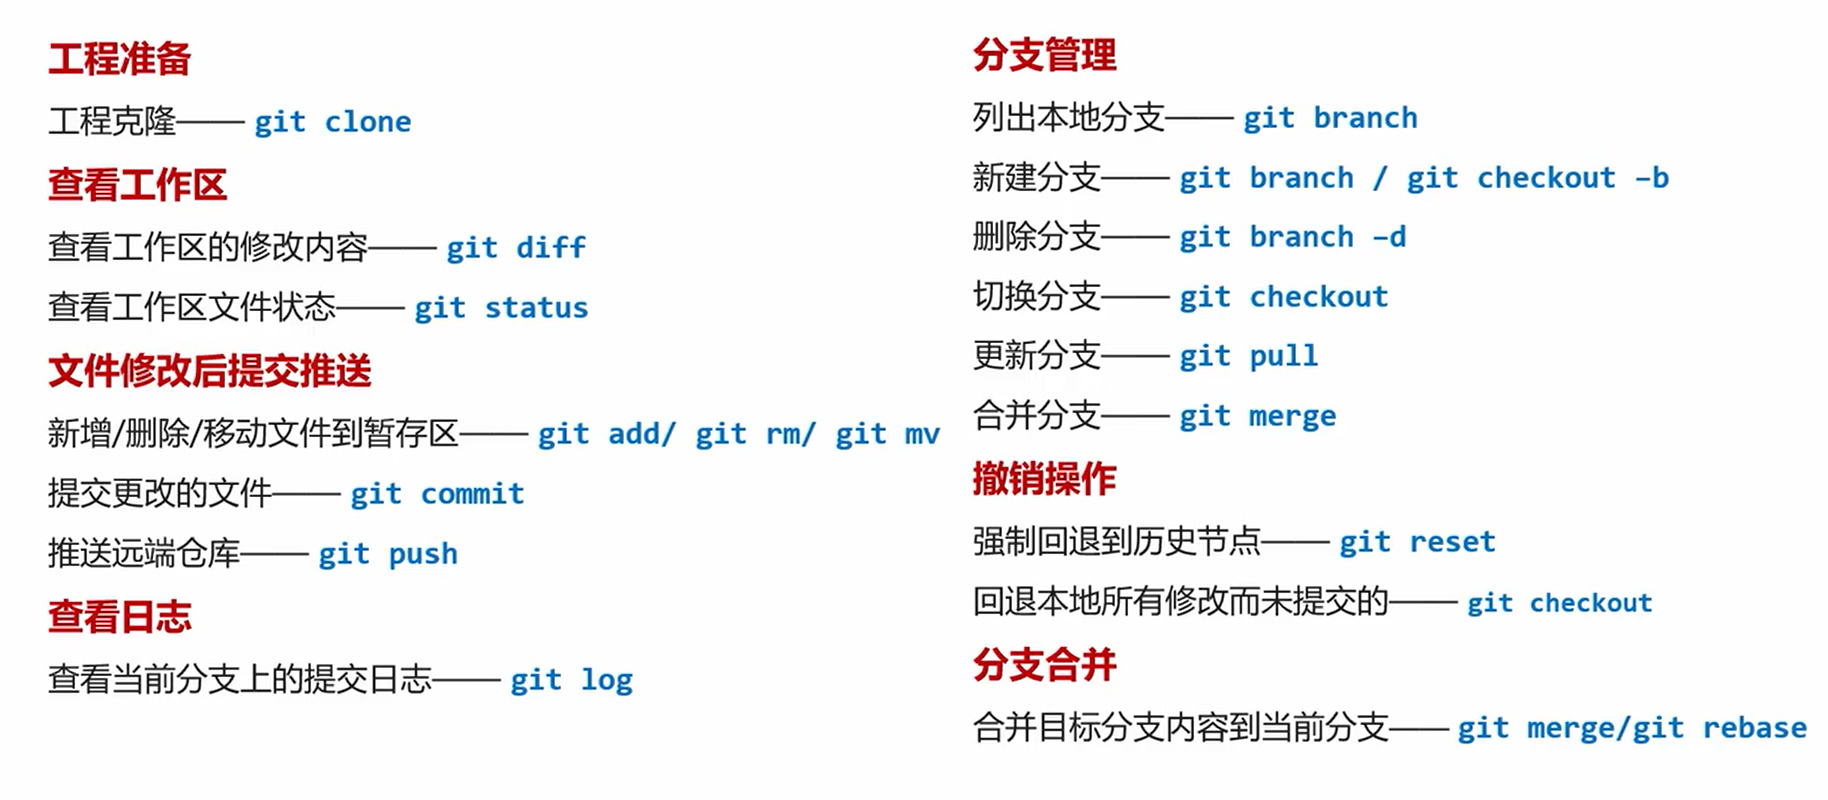 工程准备
工程克隆—— git clone
查看工作区
查看工作区的修改内容—— git diff
查看工作区文件状态—— git status
文件修改后提交推送
新增/删除/移动文件到暂存区—— git add/ git rm/ git mv
提交更改的文件—— git commit
推送远端仓库—— git push
查看日志
查看当前分支上的提交日志—— git log
分支管理
列出本地分支—— git branch
新建分支—— git branch / git checkout –b
删除分支—— git branch –d
切换分支—— git checkout
更新分支—— git pull
合并分支—— git merge
撤销操作
强制回退到历史节点—— git reset
回退本地所有修改而未提交的—— git checkout
分支合并
合并目标分支内容到当前分支—— git merge/git rebase